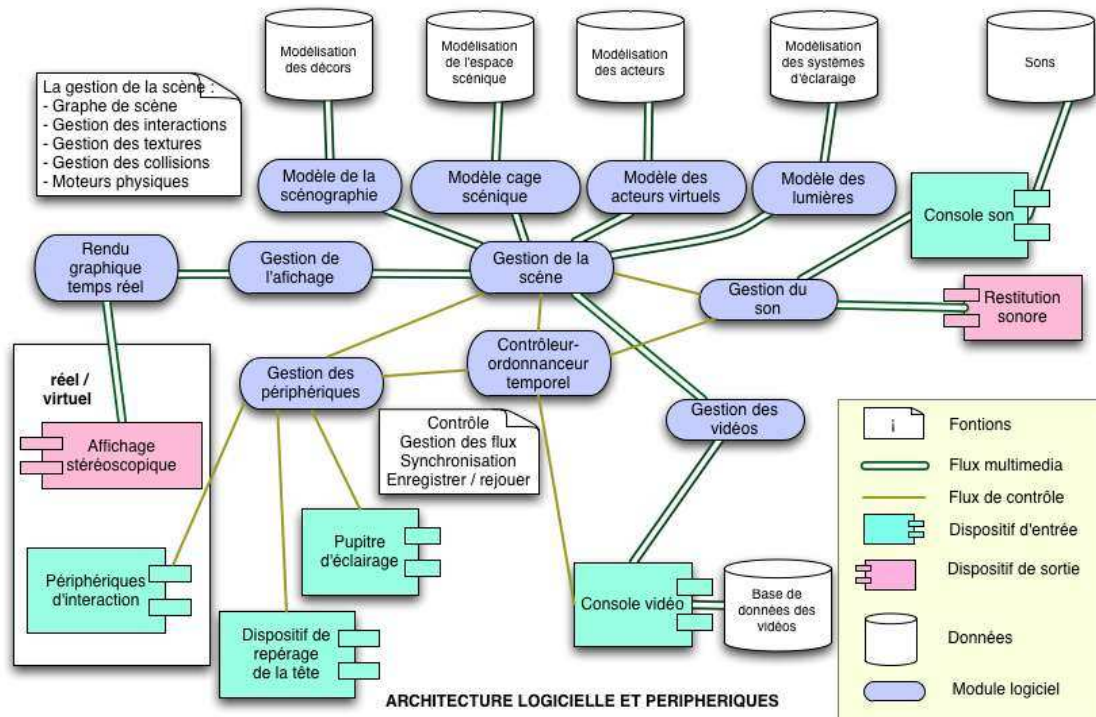 Modélisation
des décors
Modélisation
de l'espace
scénique
Modélisation
des acteurs
Modélisation
des systèmes
d'éclaraige
Sons
La gestion de la scène :
- Graphe de scène
- Gestion des interactions
- Gestion des textures
- Gestion des collisions
- Moteurs physiques
Modèle de la
scénographie
Modèle cage
scénique
Modèle des
acteurs virtuels
Modèle des
lumières
Console son
Rendu
graphique
temps réel
Gestion de
l'afichage
Gestion de la
scène
Gestion du
son
Restitution
sonore
réel /
virtuel
Gestion des
périphériques
Contrôleur-
ordonnanceur
temporel
Affichage
stéréoscopique
Contrôle
Gestion des flux
Synchronisation
Enregistrer / rejouer
Gestion des
vidéos
Périphériques
d'interaction
Pupitre
d'éclairage
Dispositif de
repérage
de la tête
Console vidéo
Base de
données des
vidéos
i
Fontions
Flux multimedia
Flux de contrôle
Dispositif d'entrée
Dispositif de sortie
Données
Module logiciel
ARCHITECTURE LOGICIELLE ET PERIPHERIQUES